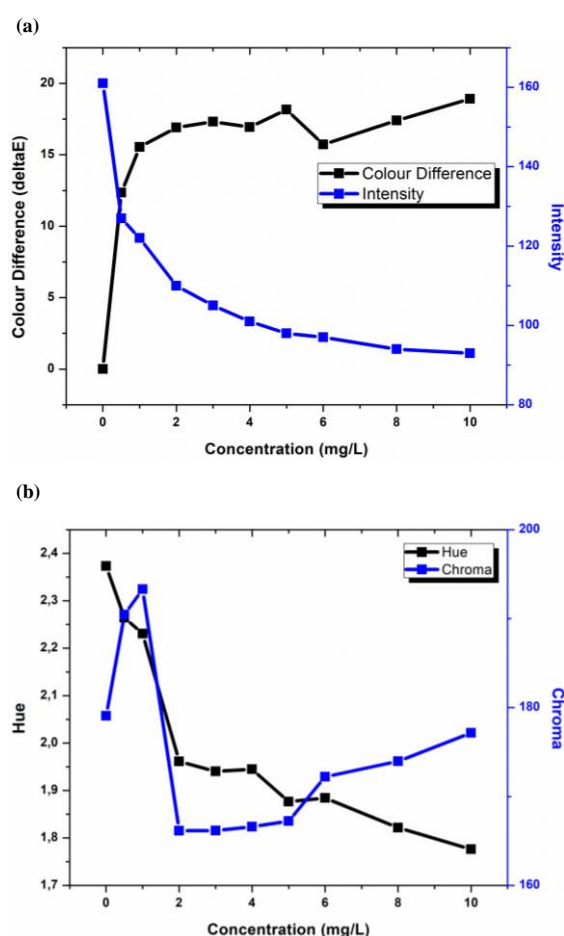 (a)
20
15
10
5
0
Colour Difference (deltaE)
Colour Difference
Intensity
160
140
120
100
80
Intensity
0 2 4 6 8 10
Concentration (mg/L)
(b)
2,4
2,3
2,2
2,1
2,0
1,9
1,8
1,7
Hue
Hue
Chroma
200
180
160
Chroma
0 2 4 6 8 10
Concentration (mg/L)